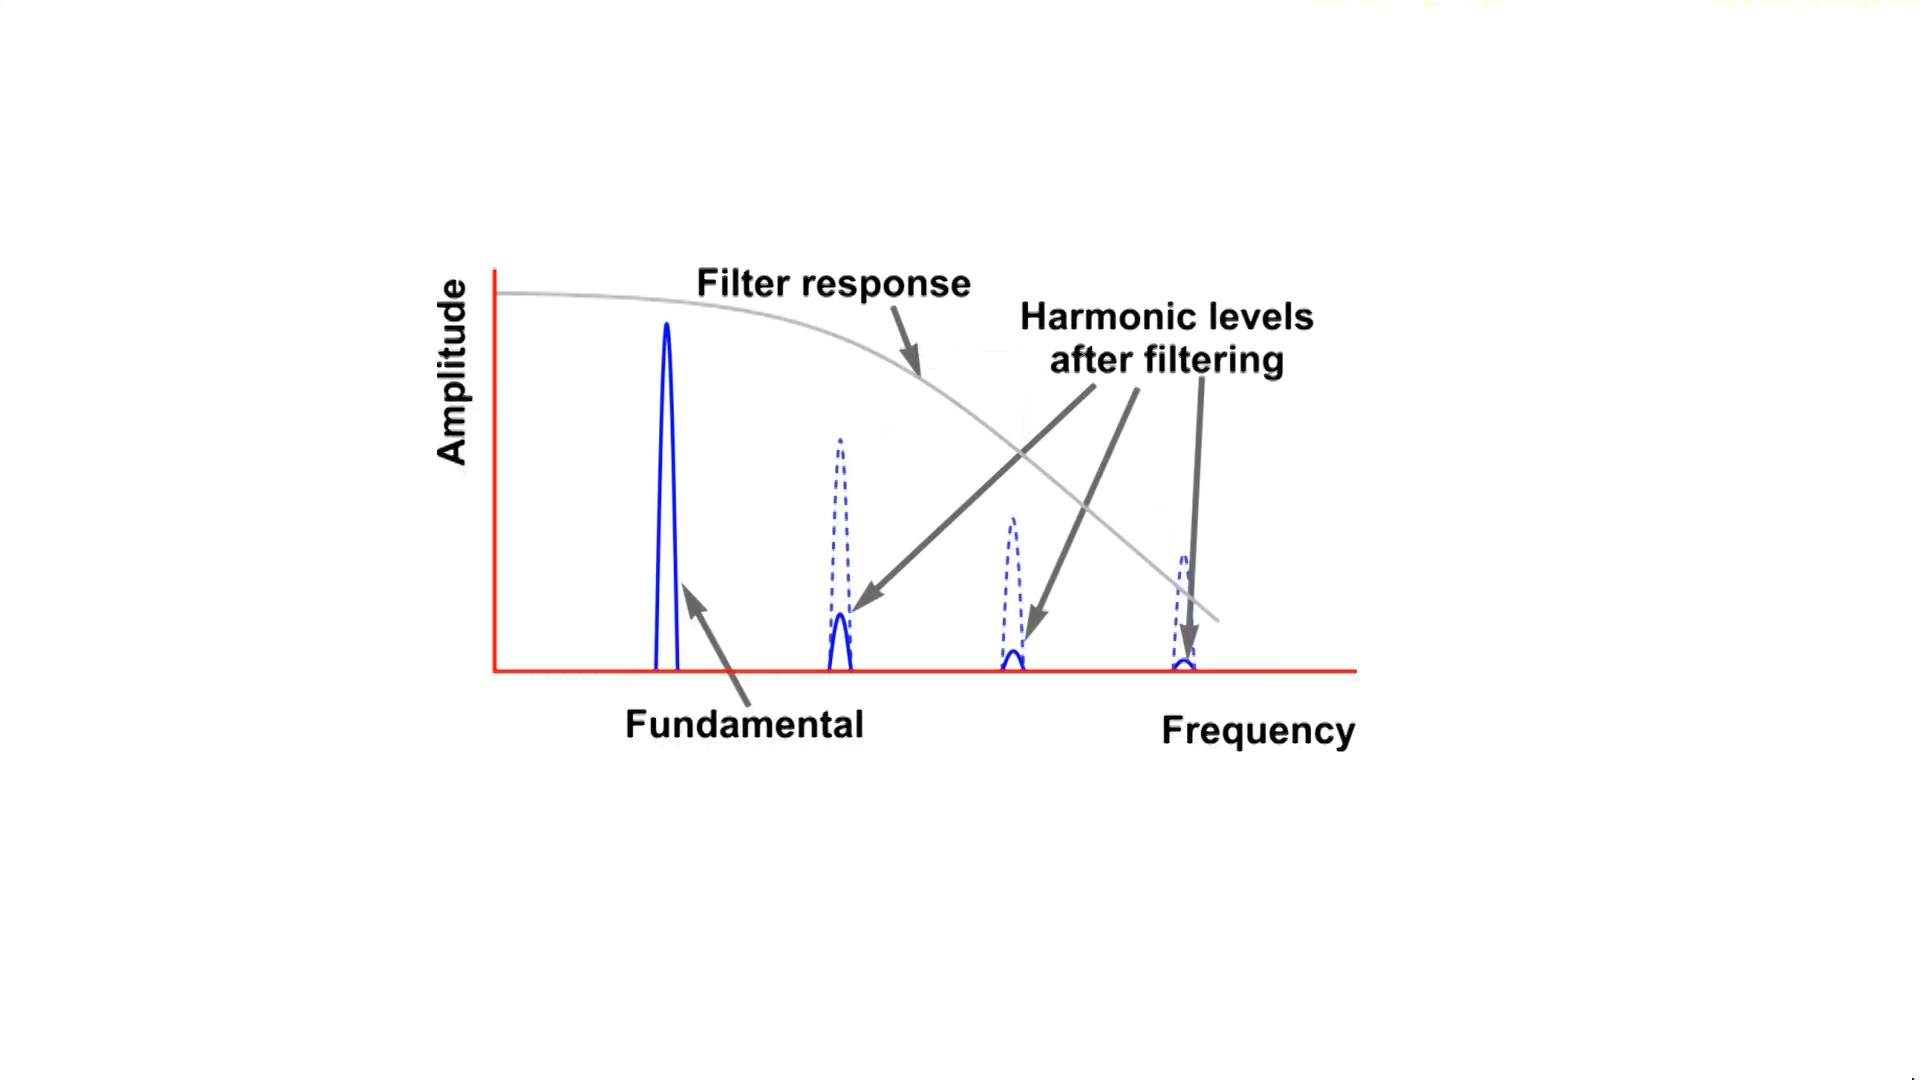 Amplitude
Filter response
Harmonic levels
after filtering
Fundamental
Frequency